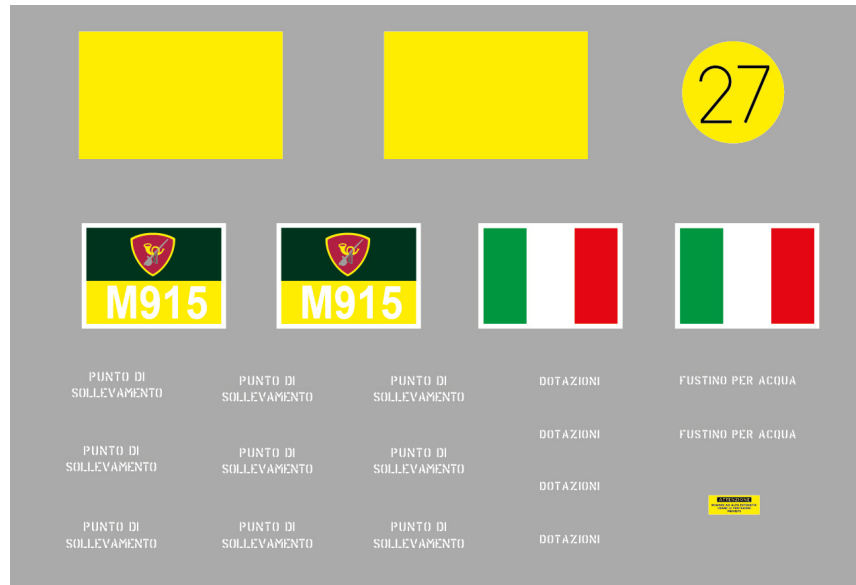 27
M915
M915
PUNTO DI
SOLLEVAMENTO
PUNTO DI
SOLLEVAMENTO
PUNTO DI
SOLLEVAMENTO
DOTAZIONI
FUSTINO PER ACQUA
PUNTO DI
SOLLEVAMENTO
PUNTO DI
SOLLEVAMENTO
PUNTO DI
SOLLEVAMENTO
DOTAZIONI
FUSTINO PER ACQUA
DOTAZIONI
ATTENZIONE
PUNTO DI
SOLLEVAMENTO
PUNTO DI
SOLLEVAMENTO
PUNTO DI
SOLLEVAMENTO
DOTAZIONI